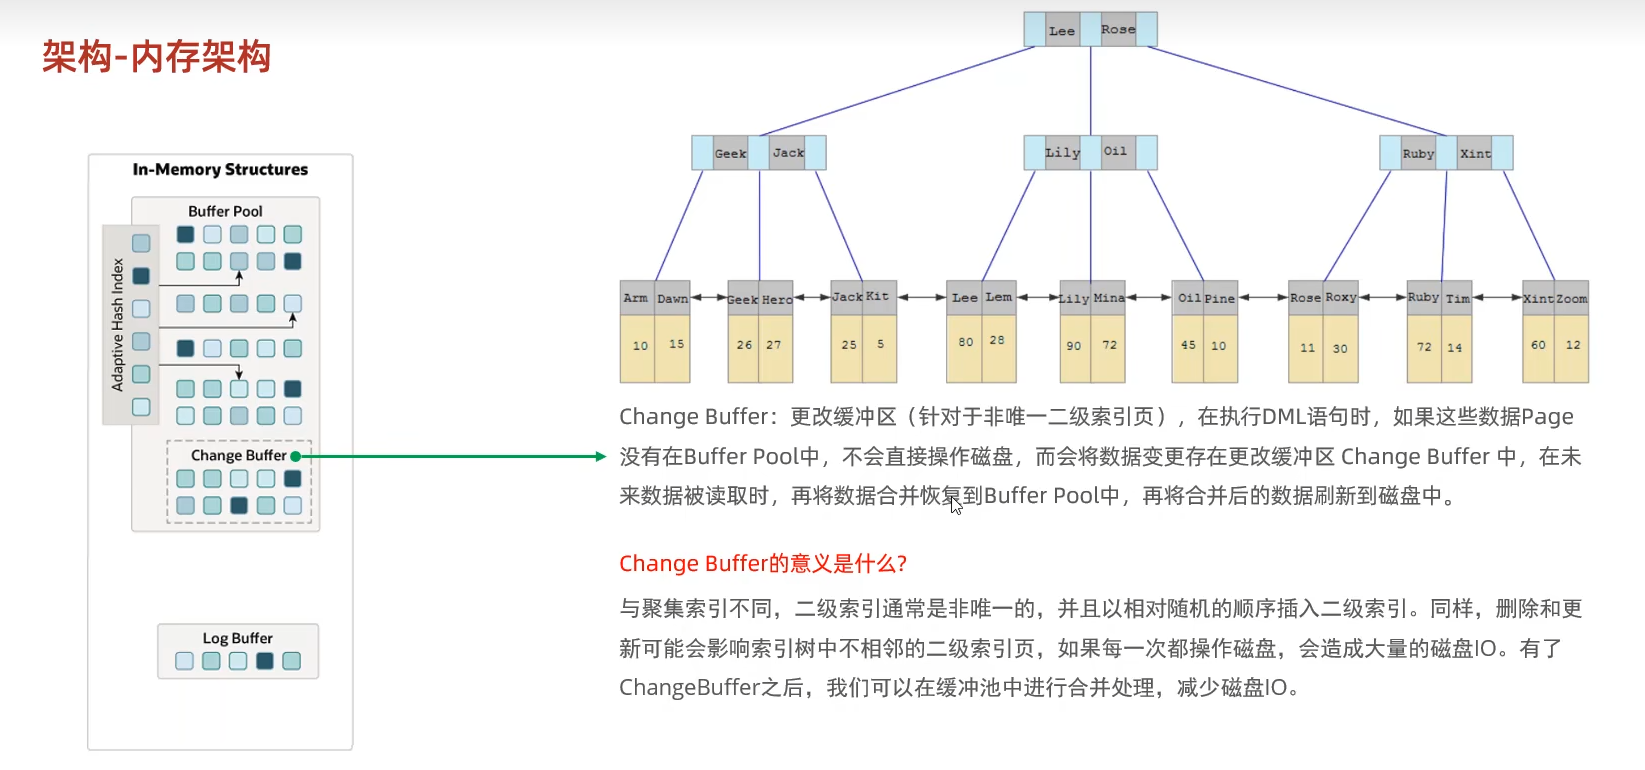 架构-内存架构
In-Memory Structures
Buffer Pool
Adaptive Hash Index
Change Buffer
Log Buffer
Lee Rose
Geek Jack
Lily Oil
Ruby Xint
Arm Dawn Geek Hero Jack Kit Lee Lem Lily Mina Oil Pine Rose Roxy Ruby Tim Xint Zoom
10 15 26 27 25 5 80 28 90 72 45 10 11 30 72 14 60 12
Change Buffer：更改缓冲区（针对于非唯一二级索引页），在执行DML语句时，如果这些数据Page
没有在Buffer Pool中，不会直接操作磁盘，而会将数据变更存在更改缓冲区 Change Buffer 中，在未
来数据被读取时，再将数据合并恢复到Buffer Pool中，再将合并后的数据刷新到磁盘中。
Change Buffer的意义是什么?
与聚集索引不同，二级索引通常是非唯一的，并且以相对随机的顺序插入二级索引。同样，删除和更
新可能会影响索引树中不相邻的二级索引页，如果每一次都操作磁盘，会造成大量的磁盘IO。有了
ChangeBuffer之后，我们可以在缓冲池中进行合并处理，减少磁盘IO。